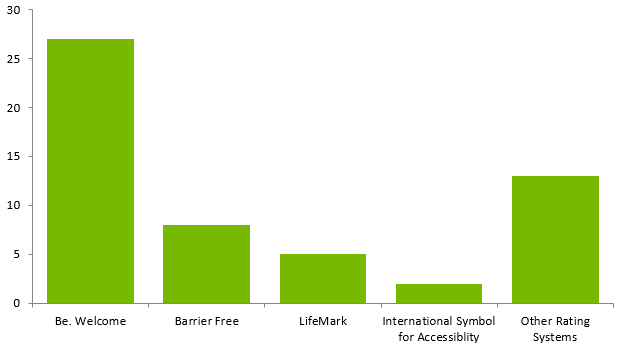 30
25
20
15
10
5
0
Be. Welcome
Barrier Free
LifeMark
International Symbol
for Accessiblity
Other Rating
Systems